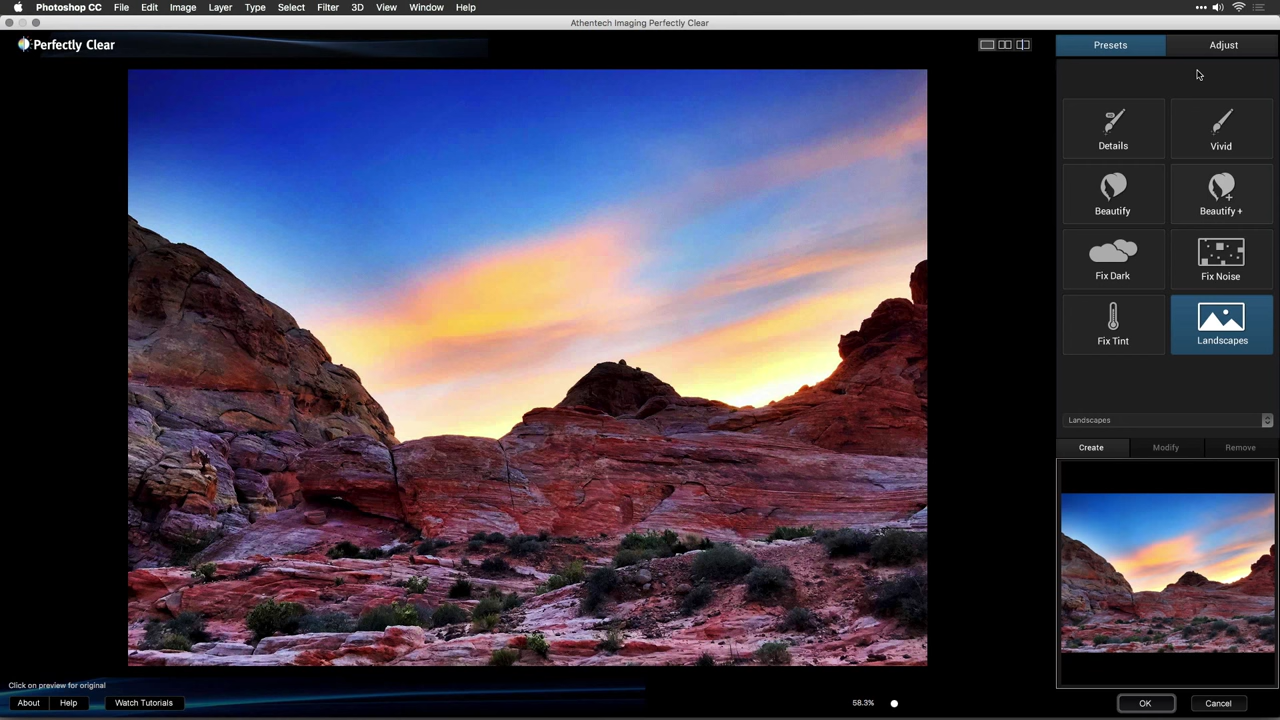 Photoshop CC File Edit Image Layer Type Select Filter 3D View Window Help
Athentech Imaging Perfectly Clear
Perfectly Clear
Presets Adjust
Details Vivid
Beautify Beautify +
Fix Dark Fix Noise
Fix Tint Landscapes
Landscapes
Create Modify Remove
Click on preview for original
About Help Watch Tutorials 58.3% OK Cancel